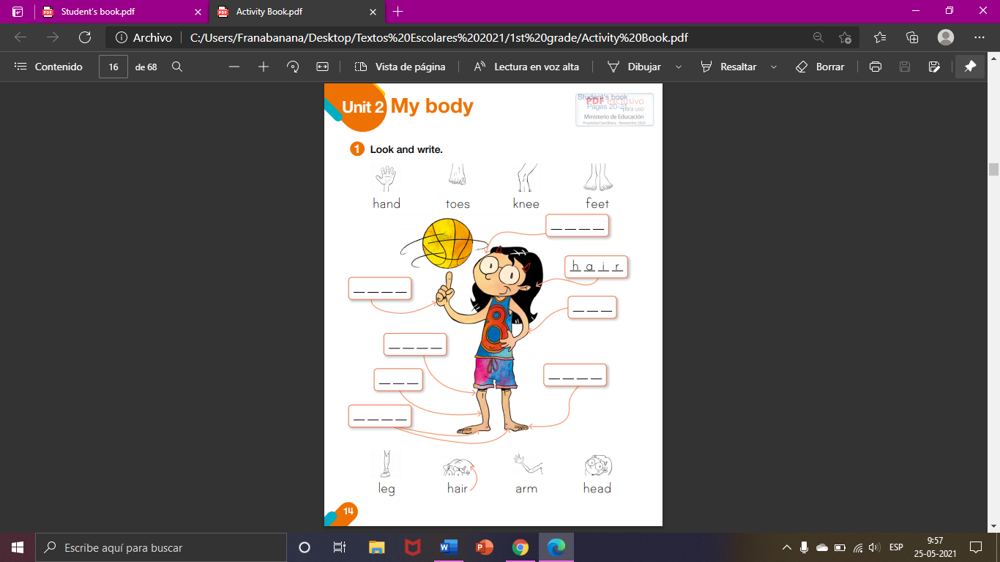 Student's book.pdf
Activity Book.pdf
Archivo
C:/Users/Franabanana/Desktop/Textos%20Escolares%202021/1st%20grade/Activity%20Book.pdf
Contenido
16
de 68
Vista de página
Lectura en voz alta
Dibujar
Resaltar
Borrar
Unit 2 My body
Student's book
PDF exclusivo
Pages 20-21
para uso
Ministerio de Educación
Propiedad Santillana - Noviembre 2020
1 Look and write.
hand toes knee feet
8
hair
leg hair arm head
14
Escribe aquí para buscar
ESP
9:57
25-05-2021